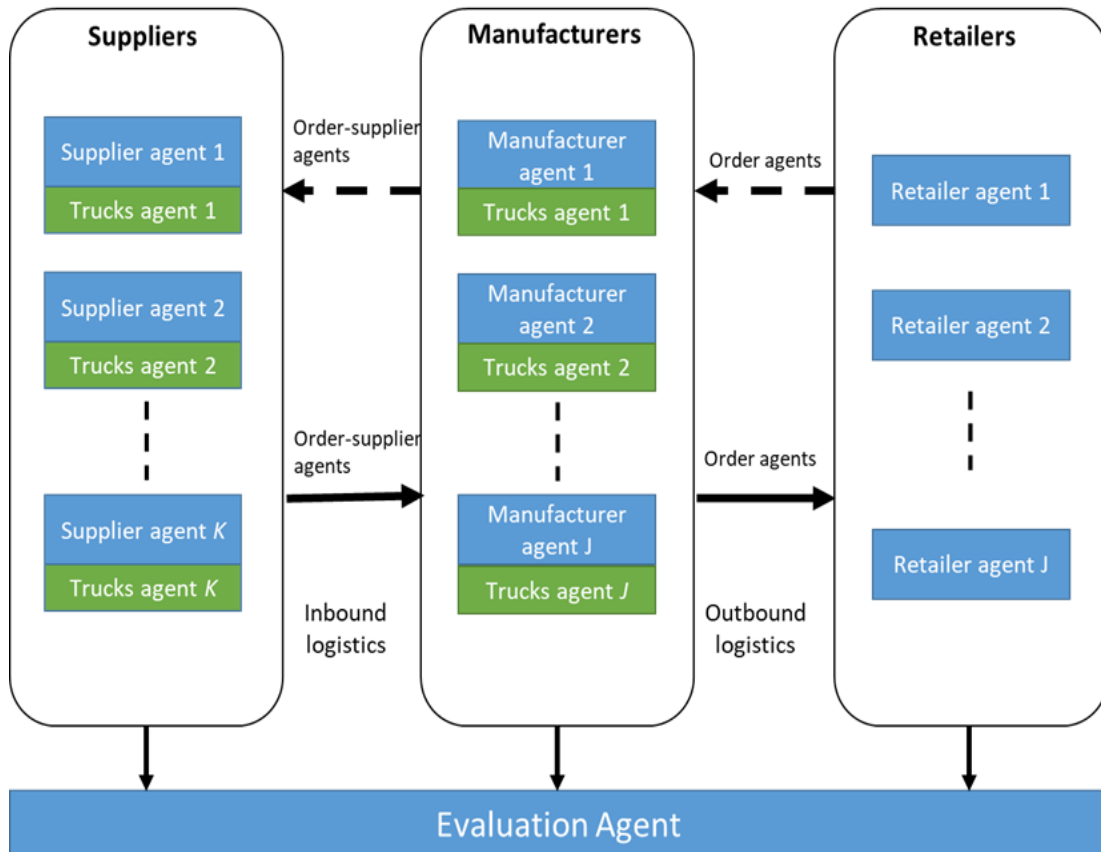 Suppliers
Supplier agent 1
Trucks agent 1
Supplier agent 2
Trucks agent 2
Supplier agent K
Trucks agent K
Order-supplier
agents
Order-supplier
agents
Inbound
logistics
Manufacturers
Manufacturer
agent 1
Trucks agent 1
Manufacturer
agent 2
Trucks agent 2
Manufacturer
agent J
Trucks agent J
Order agents
Order agents
Outbound
logistics
Retailers
Retailer agent 1
Retailer agent 2
Retailer agent J
Evaluation Agent